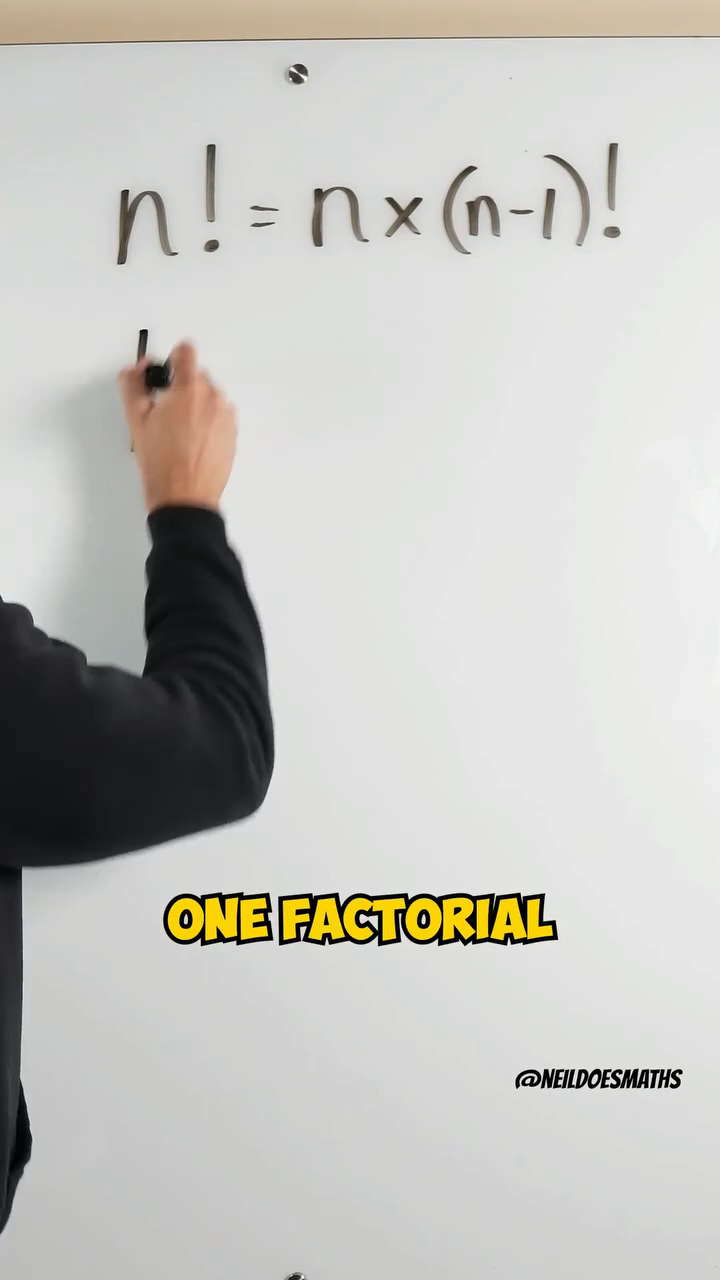 n! = n × (n-1)!
ONE FACTORIAL
@NEILDOESMATHS